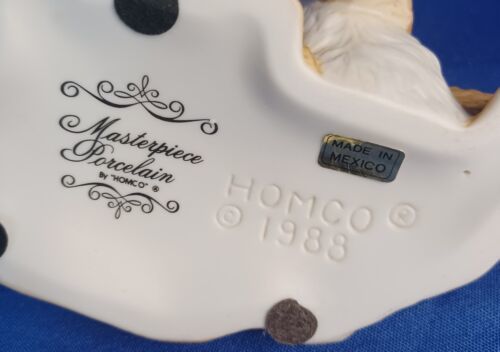 Masterpiece
Porcelain
By "HOMCO" ®
MADE IN
MEXICO
HOMCO ©
© 1988